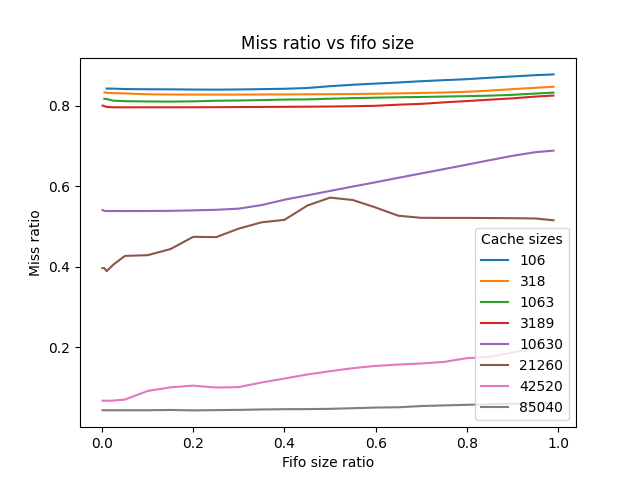 Miss ratio vs fifo size
Miss ratio
0.8
0.6
0.4
0.2
Cache sizes
106
318
1063
3189
10630
21260
42520
85040
0.0 0.2 0.4 0.6 0.8 1.0
Fifo size ratio